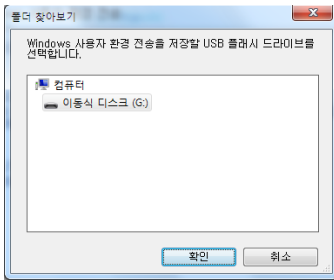 폴더 찾아보기
Windows 사용자 환경 전송을 저장할 USB 플래시 드라이브를
선택합니다.
컴퓨터
이동식 디스크 (G:)
확인
취소